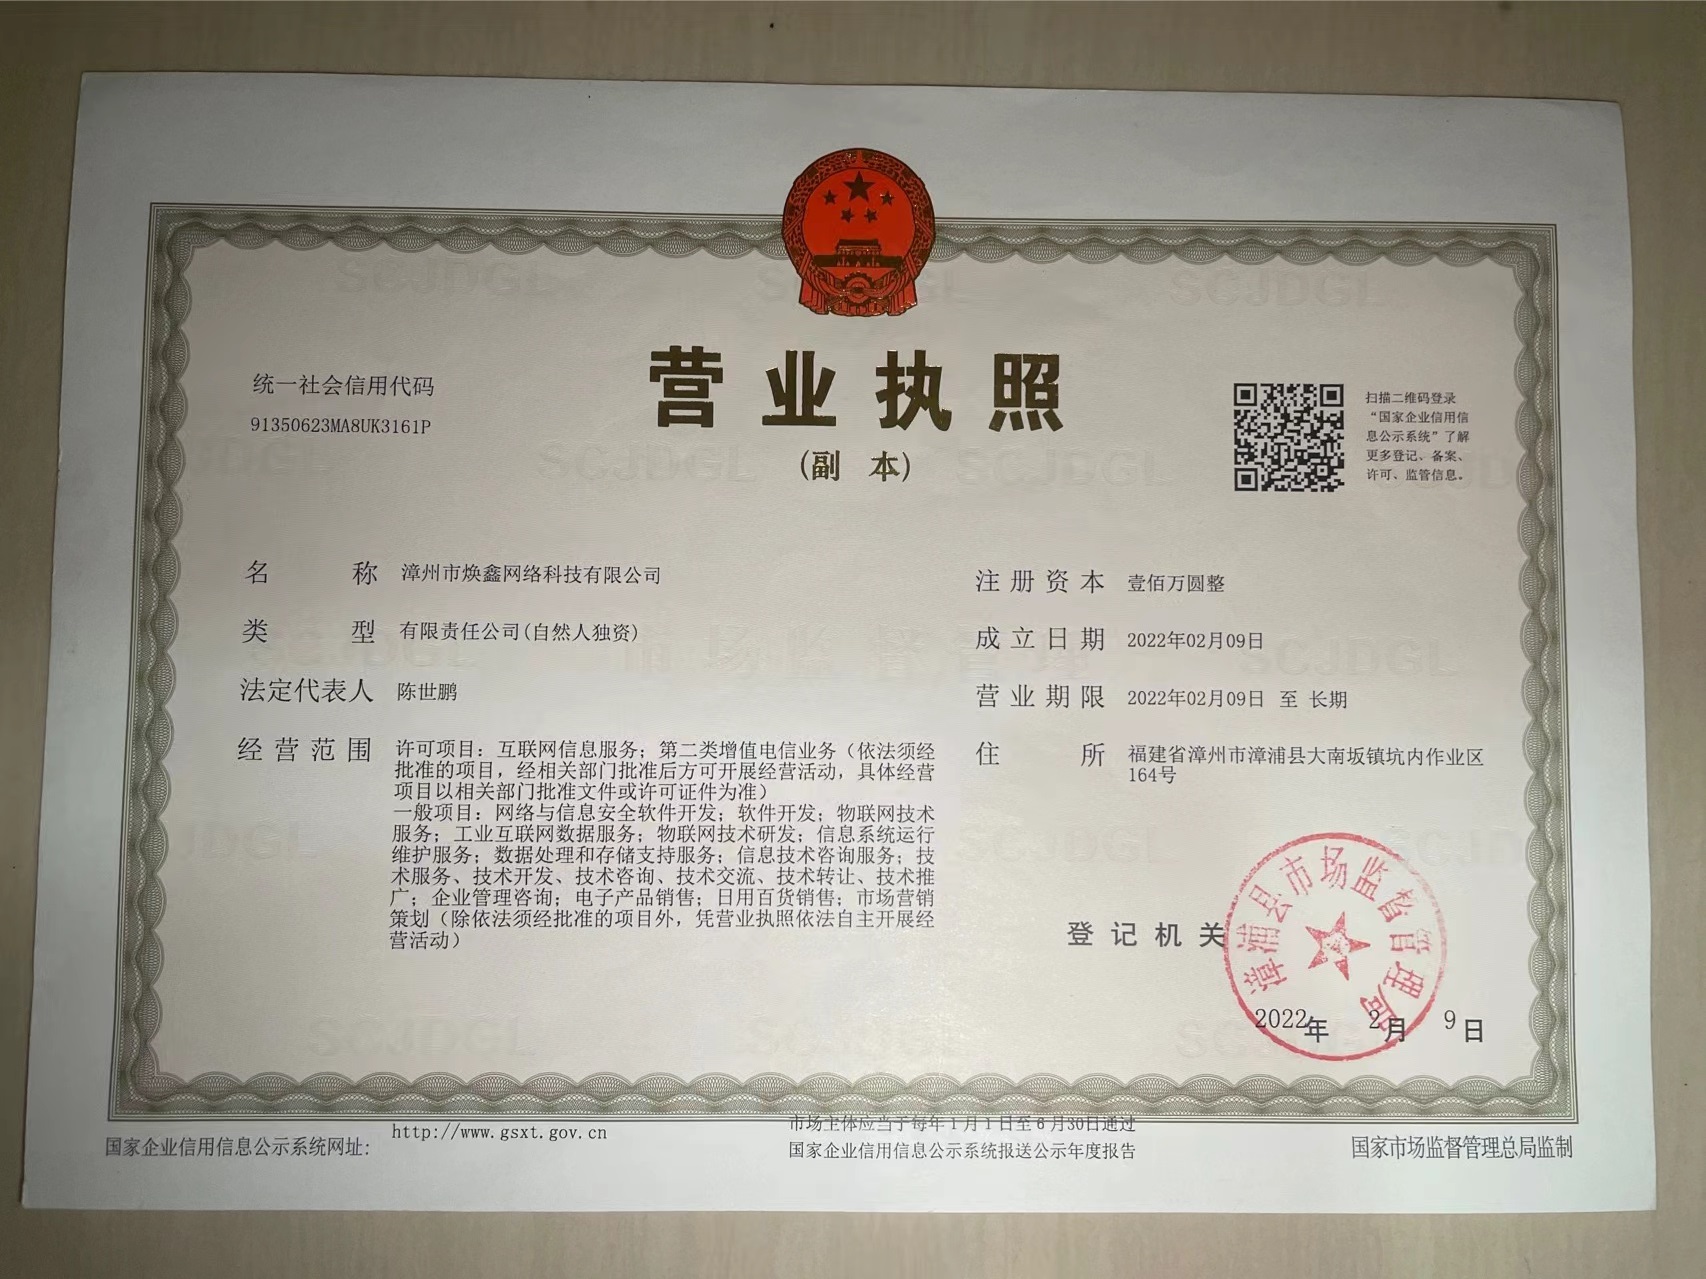 营业执照
(副 本)
统一社会信用代码
91350623MA8UK3161P
扫描二维码登录
“国家企业信用信
息公示系统”了解
更多登记、备案、
许可、监管信息。
名 称 漳州市焕鑫网络科技有限公司
类 型 有限责任公司(自然人独资)
法定代表人 陈世鹏
经营范围 许可项目：互联网信息服务；第二类增值电信业务（依法须经
批准的项目，经相关部门批准后方可开展经营活动，具体经营
项目以相关部门批准文件或许可证件为准）
一般项目：网络与信息安全软件开发；软件开发；物联网技术
服务；工业互联网数据服务；物联网技术研发；信息系统运行
维护服务；数据处理和存储支持服务；信息技术咨询服务；技
术服务、技术开发、技术咨询、技术交流、技术转让、技术推
广；企业管理咨询；电子产品销售；日用百货销售；市场营销
策划（除依法须经批准的项目外，凭营业执照依法自主开展经
营活动）
注册资本 壹佰万圆整
成立日期 2022年02月09日
营业期限 2022年02月09日 至 长期
住 所 福建省漳州市漳浦县大南坂镇坑内作业区
164号
登记机关
漳浦县市场监督管理局
2022年 2月 9日
国家企业信用信息公示系统网址：
http://www.gsxt.gov.cn
市场主体应当于每年1月1日至6月30日通过
国家企业信用信息公示系统报送公示年度报告
国家市场监督管理总局监制
SCJDGL